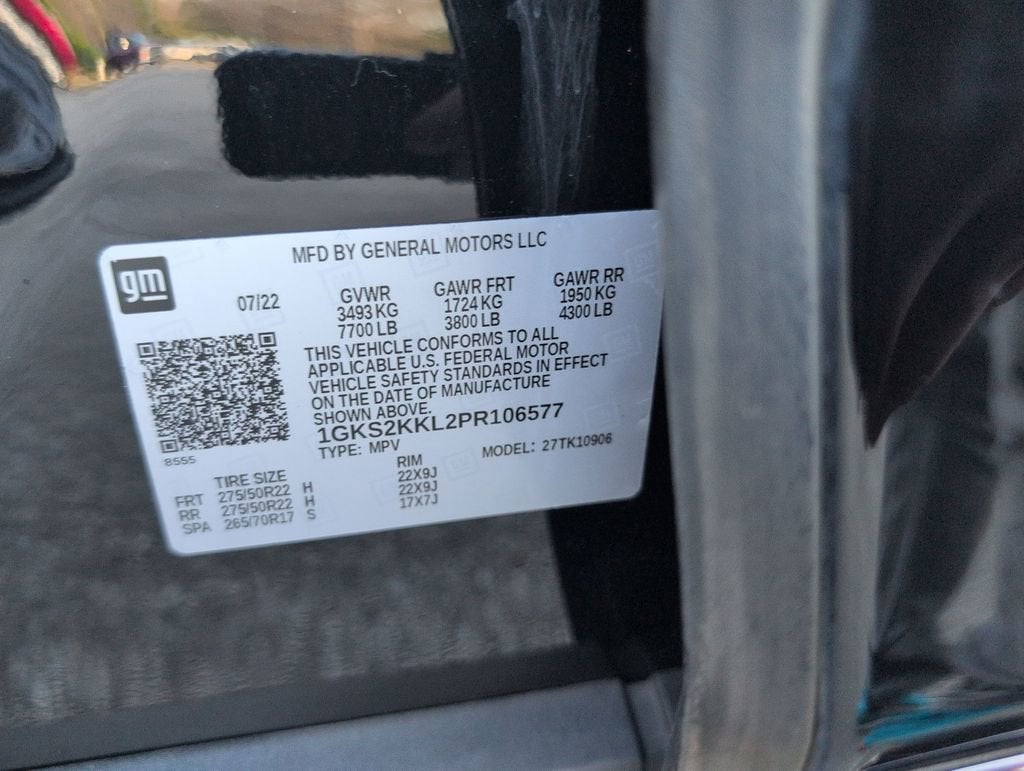 MFD BY GENERAL MOTORS LLC
gm
07/22
GVWR GAWR FRT GAWR RR
3493 KG 1724 KG 1950 KG
7700 LB 3800 LB 4300 LB
THIS VEHICLE CONFORMS TO ALL
APPLICABLE U.S. FEDERAL MOTOR
VEHICLE SAFETY STANDARDS IN EFFECT
ON THE DATE OF MANUFACTURE
SHOWN ABOVE.
1GKS2KKL2PR106577
TYPE: MPV MODEL: 27TK10906
8555
TIRE SIZE RIM
FRT 275/50R22 H 22X9J
RR 275/50R22 H 22X9J
SPA 265/70R17 S 17X7J